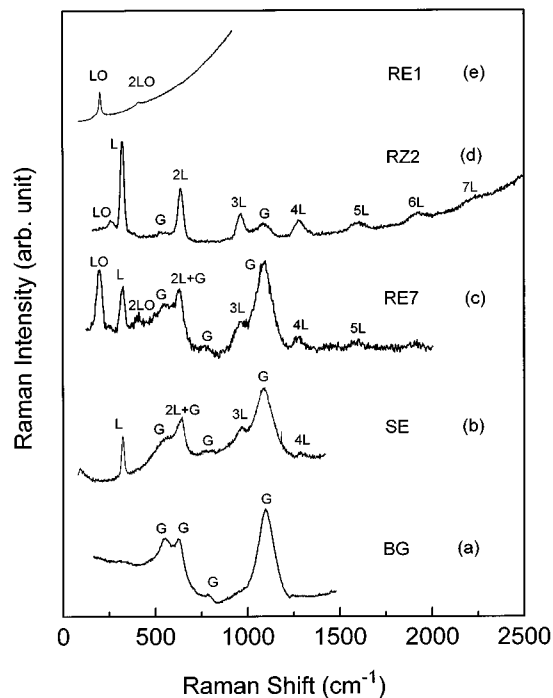 LO
2LO
RE1 (e)
L
RZ2 (d)
LO
G
2L
3L
G
4L
5L
6L
7L
LO
L
2LO
G
2L+G
G
3L
G
RE7 (c)
4L
5L
L
G
2L+G
G
3L
G
4L
SE (b)
G
G
G
G
BG (a)
Raman Intensity (arb. unit)
0 500 1000 1500 2000 2500
Raman Shift (cm⁻¹)